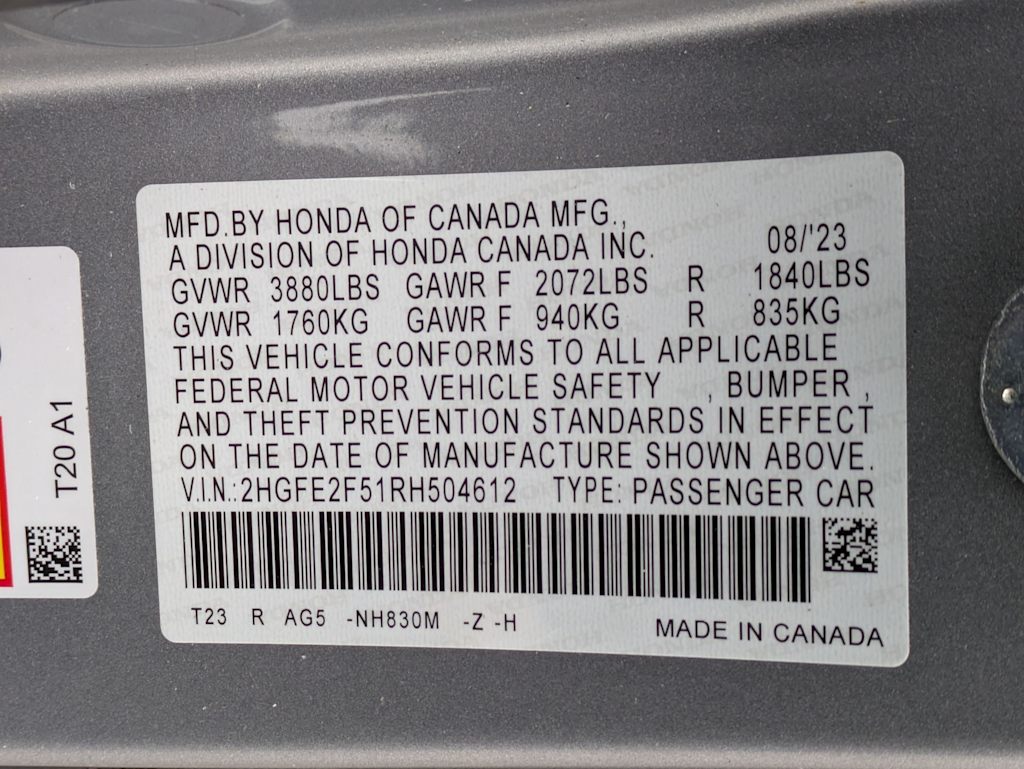 MFD.BY HONDA OF CANADA MFG.,
A DIVISION OF HONDA CANADA INC. 08/'23
GVWR 3880LBS GAWR F 2072LBS R 1840LBS
GVWR 1760KG GAWR F 940KG R 835KG
THIS VEHICLE CONFORMS TO ALL APPLICABLE
FEDERAL MOTOR VEHICLE SAFETY , BUMPER ,
AND THEFT PREVENTION STANDARDS IN EFFECT
ON THE DATE OF MANUFACTURE SHOWN ABOVE.
V.I.N.:2HGFE2F51RH504612 TYPE: PASSENGER CAR
T23 R AG5 -NH830M -Z -H
MADE IN CANADA
T20 A1